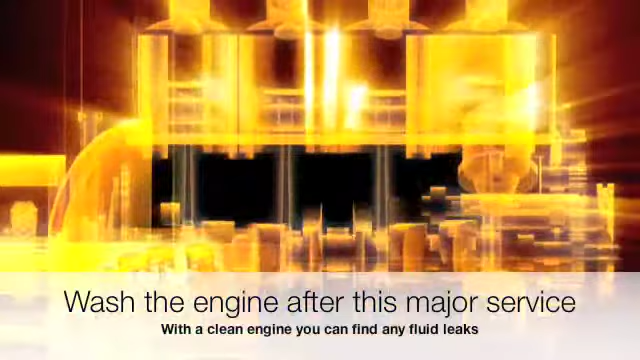 Wash the engine after this major service
With a clean engine you can find any fluid leaks